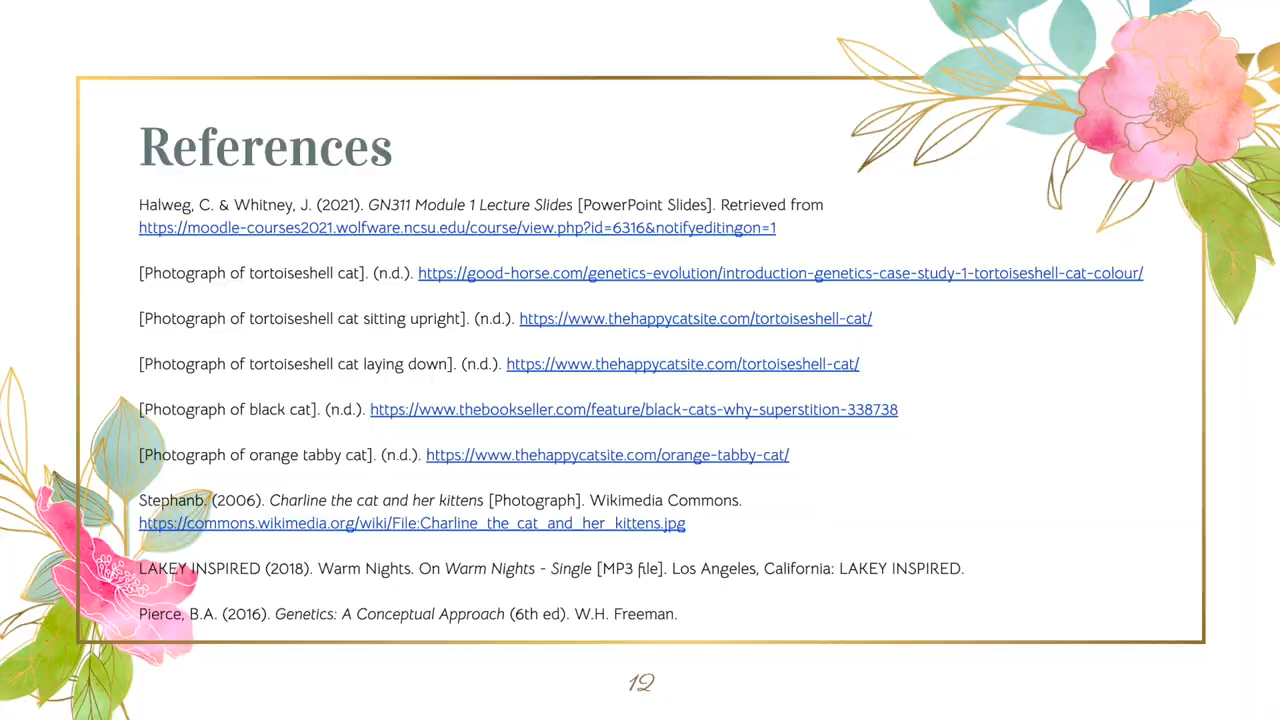 References
Halweg, C. & Whitney, J. (2021). GN311 Module 1 Lecture Slides [PowerPoint Slides]. Retrieved from
https://moodle-courses2021.wolfware.ncsu.edu/course/view.php?id=6316&notifyeditingon=1
[Photograph of tortoiseshell cat]. (n.d.). https://good-horse.com/genetics-evolution/introduction-genetics-case-study-1-tortoiseshell-cat-colour/
[Photograph of tortoiseshell cat sitting upright]. (n.d.). https://www.thehappycatsite.com/tortoiseshell-cat/
[Photograph of tortoiseshell cat laying down]. (n.d.). https://www.thehappycatsite.com/tortoiseshell-cat/
[Photograph of black cat]. (n.d.). https://www.thebookseller.com/feature/black-cats-why-superstition-338738
[Photograph of orange tabby cat]. (n.d.). https://www.thehappycatsite.com/orange-tabby-cat/
Stephanb. (2006). Charline the cat and her kittens [Photograph]. Wikimedia Commons.
https://commons.wikimedia.org/wiki/File:Charline_the_cat_and_her_kittens.jpg
LAKEY INSPIRED (2018). Warm Nights. On Warm Nights - Single [MP3 file]. Los Angeles, California: LAKEY INSPIRED.
Pierce, B.A. (2016). Genetics: A Conceptual Approach (6th ed). W.H. Freeman.
12